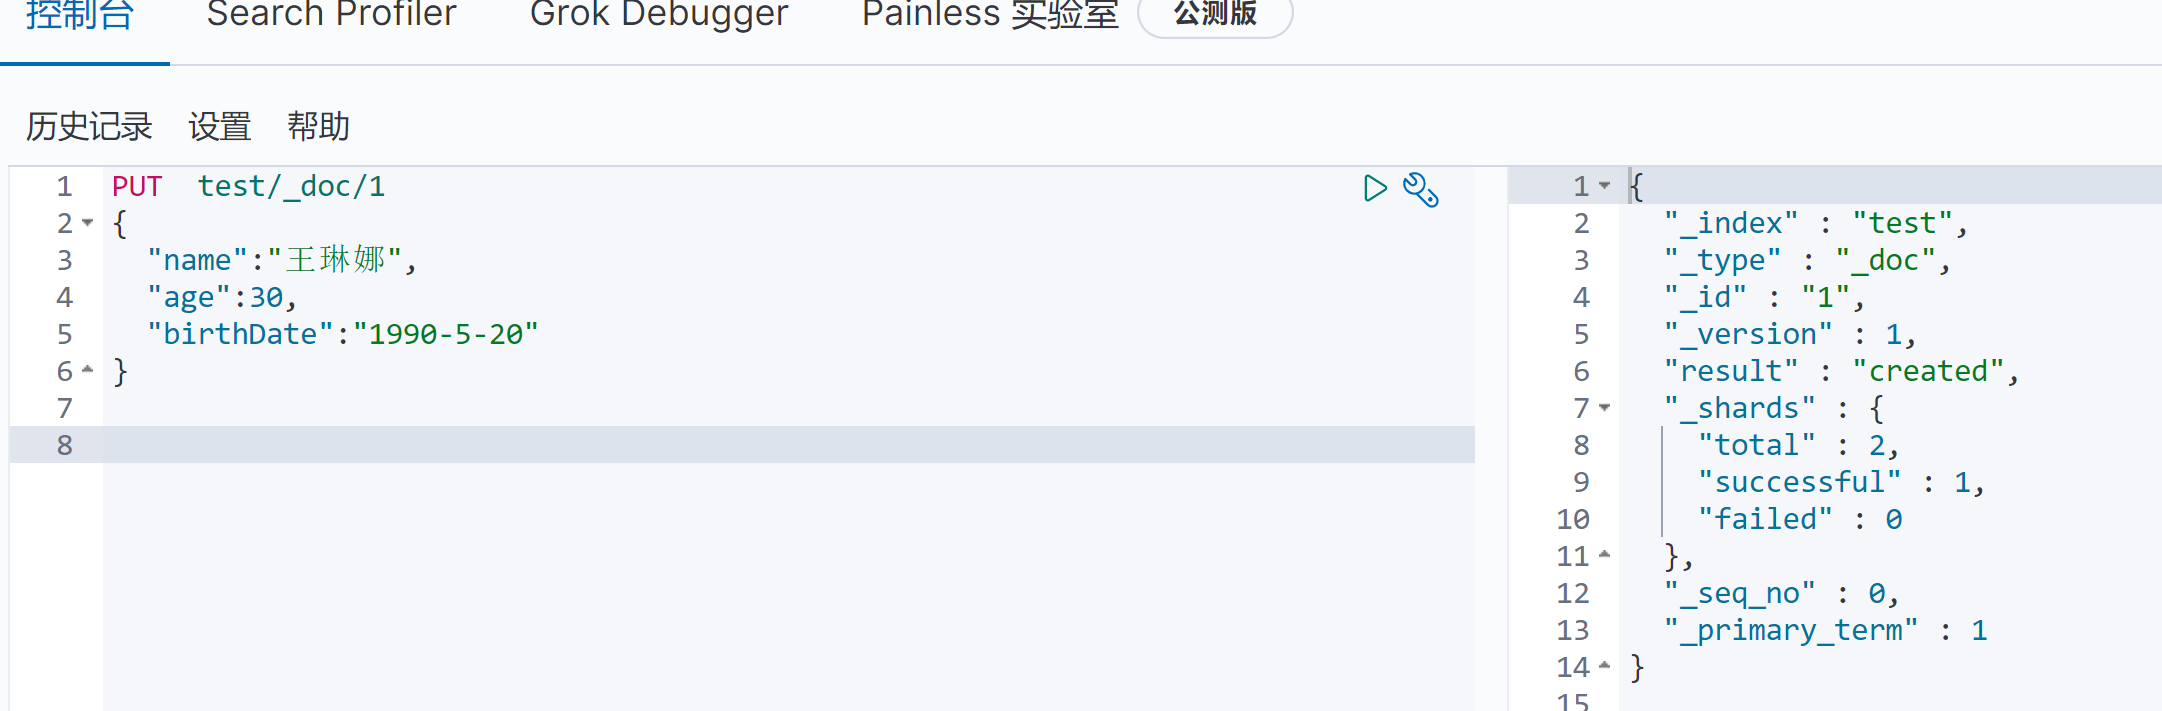 控制台 Search Profiler Grok Debugger Painless 实验室 公测版
历史记录 设置 帮助
1 PUT test/_doc/1
2 {
3 "name":"王琳娜",
4 "age":30,
5 "birthDate":"1990-5-20"
6 }
7
8
1 {
2 "_index" : "test",
3 "_type" : "_doc",
4 "_id" : "1",
5 "_version" : 1,
6 "result" : "created",
7 "_shards" : {
8 "total" : 2,
9 "successful" : 1,
10 "failed" : 0
11 },
12 "_seq_no" : 0,
13 "_primary_term" : 1
14 }
15